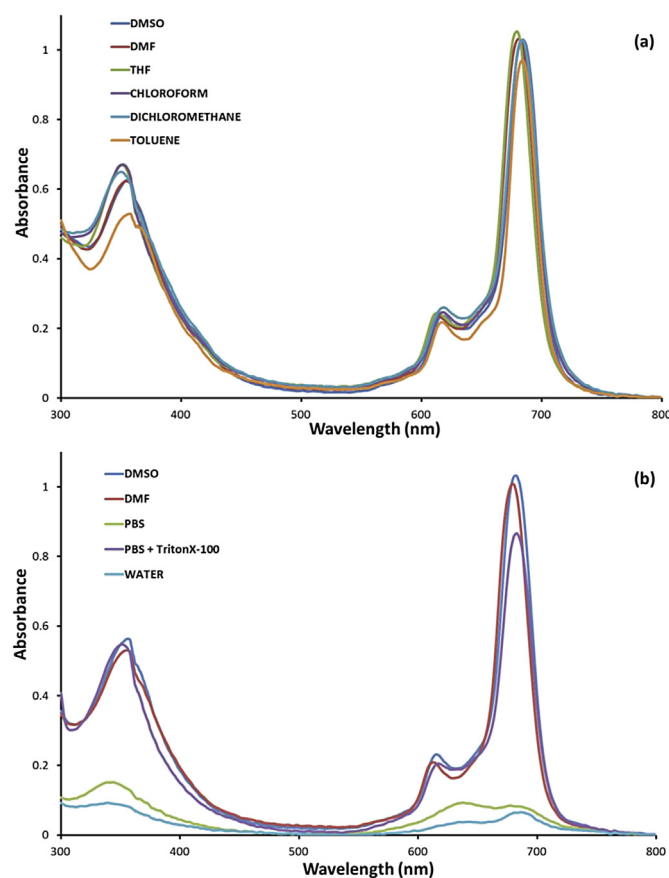 (a)
DMSO
DMF
THF
CHLOROFORM
DICHLOROMETHANE
TOLUENE
Absorbance
1
0.8
0.6
0.4
0.2
0
300 400 500 600 700 800
Wavelength (nm)
(b)
DMSO
DMF
PBS
PBS + TritonX-100
WATER
Absorbance
1
0.8
0.6
0.4
0.2
0
300 400 500 600 700 800
Wavelength (nm)